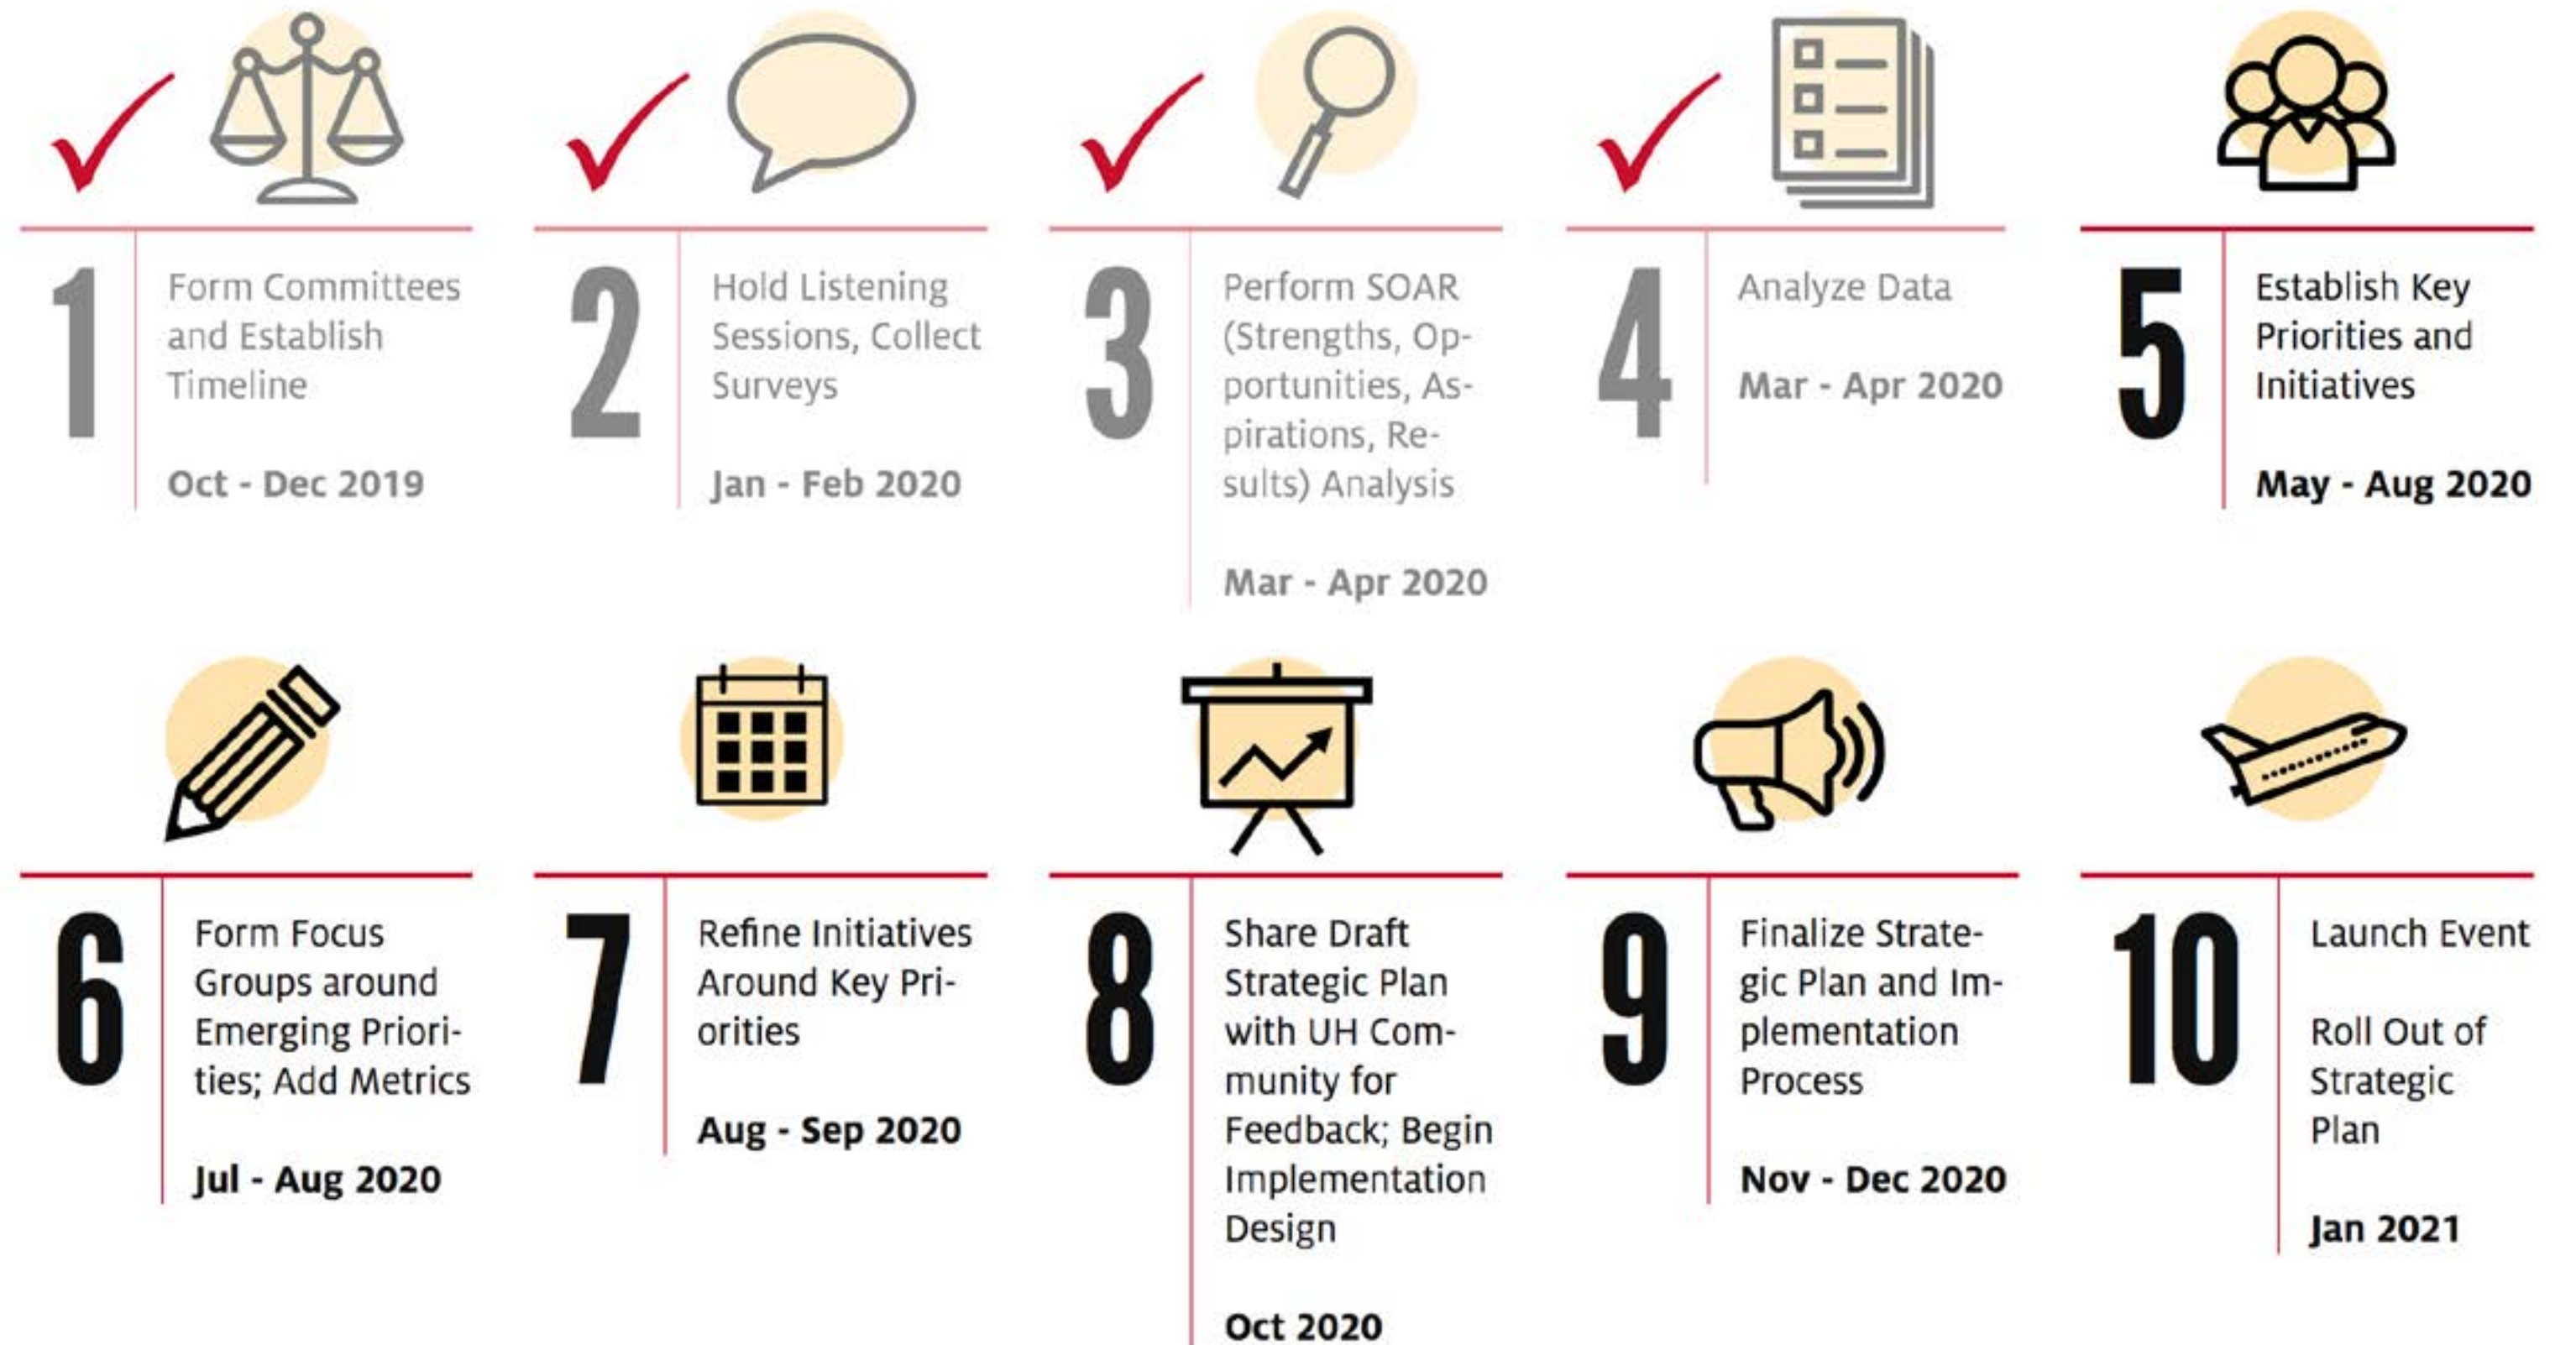 1
Form Committees
and Establish
Timeline
Oct - Dec 2019
2
Hold Listening
Sessions, Collect
Surveys
Jan - Feb 2020
3
Perform SOAR
(Strengths, Op-
portunities, As-
pirations, Re-
sults) Analysis
Mar - Apr 2020
4
Analyze Data
Mar - Apr 2020
5
Establish Key
Priorities and
Initiatives
May - Aug 2020
6
Form Focus
Groups around
Emerging Priori-
ties; Add Metrics
Jul - Aug 2020
7
Refine Initiatives
Around Key Pri-
orities
Aug - Sep 2020
8
Share Draft
Strategic Plan
with UH Com-
munity for
Feedback; Begin
Implementation
Design
Oct 2020
9
Finalize Strate-
gic Plan and Im-
plementation
Process
Nov - Dec 2020
10
Launch Event
Roll Out of
Strategic
Plan
Jan 2021